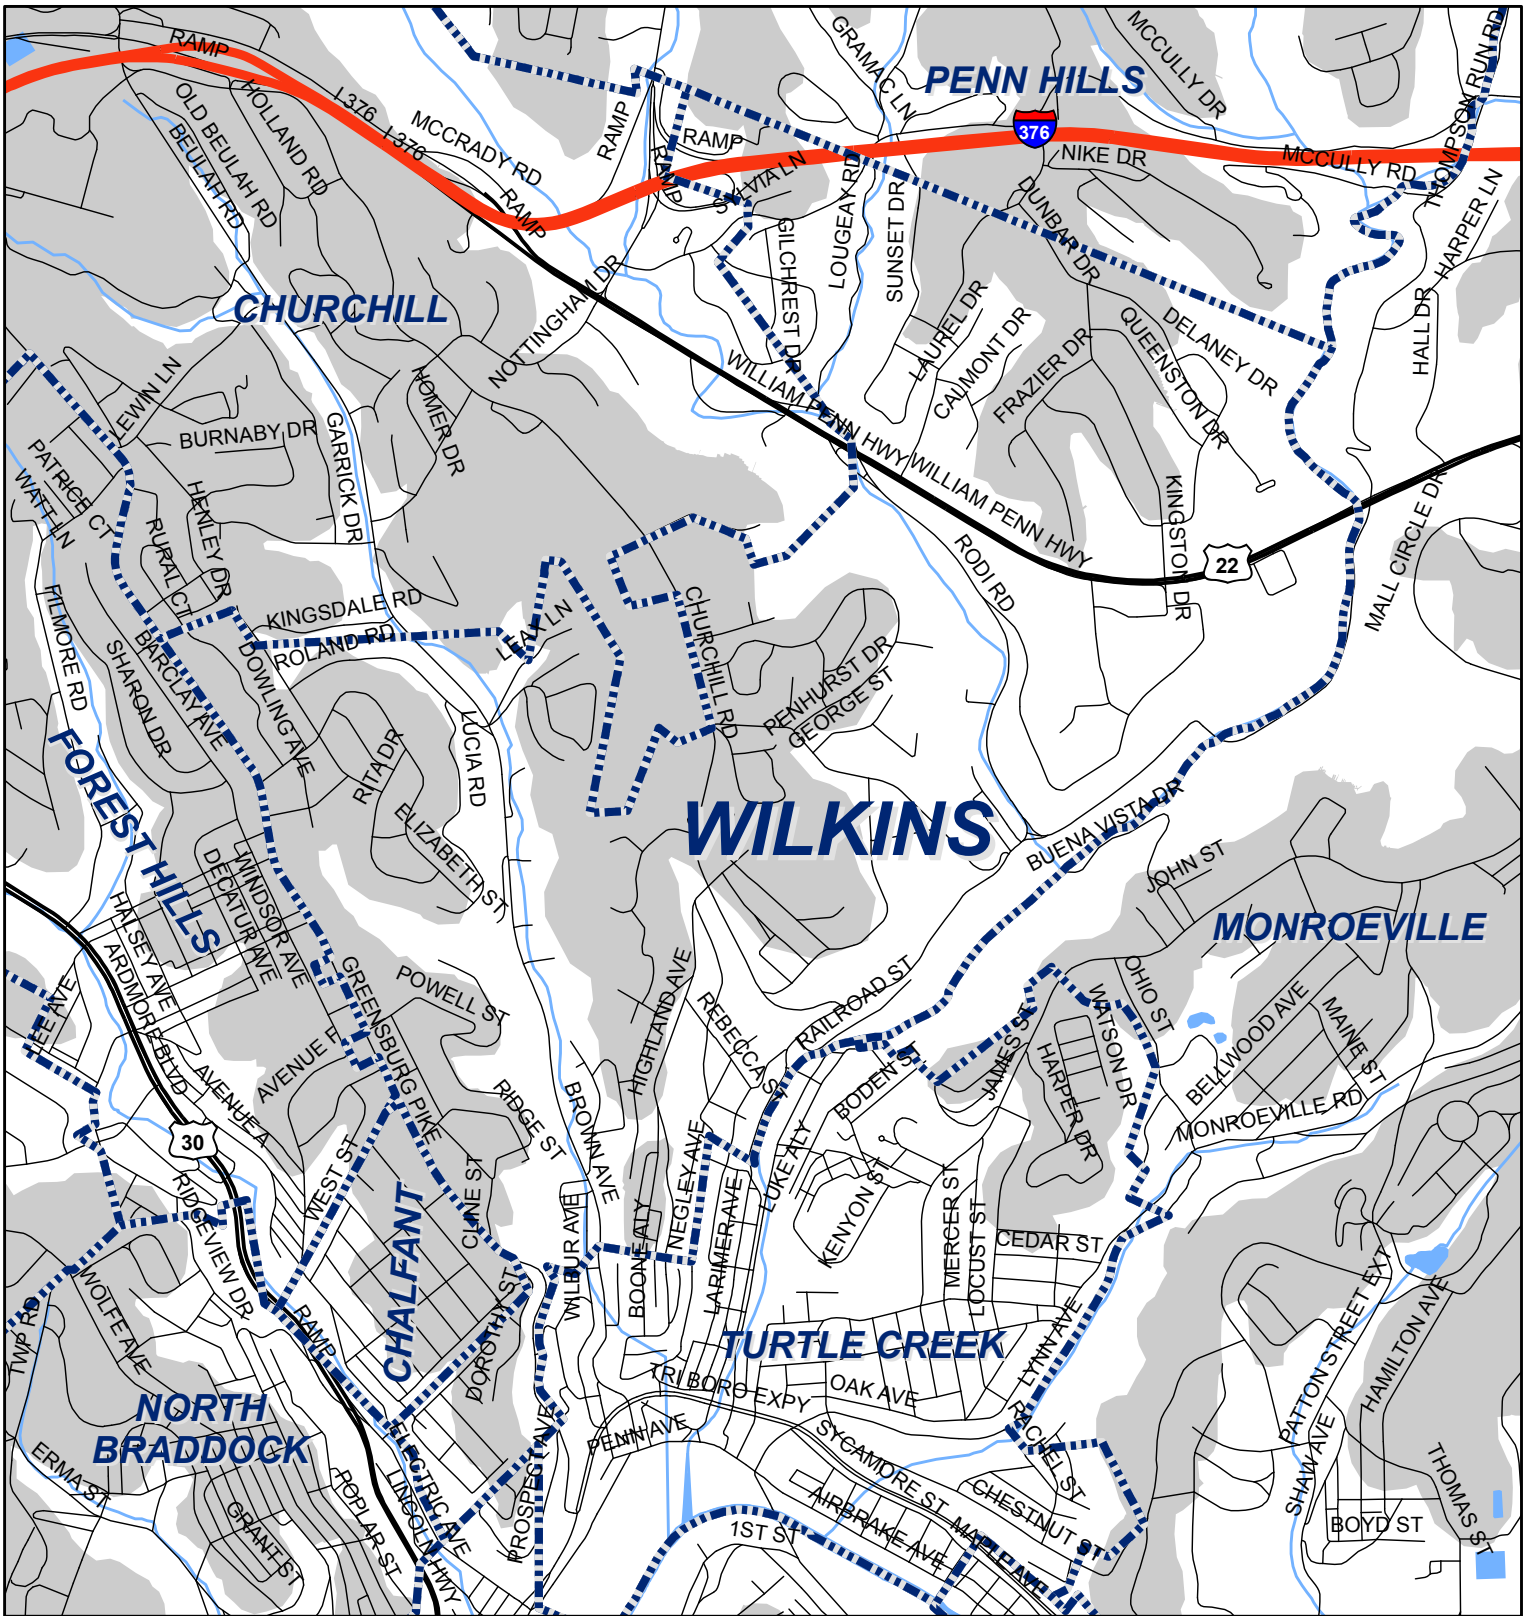 RAMP
I 376
I 376
MCCRADY RD
RAMP
RAMP
RAMP
RAMP
GRAMAC LN
PENN HILLS
376
MCCULLY DR
THOMPSON RUN RD
NIKE DR
MCCULLY RD
OLD BEULAH RD
HOLLAND RD
BEULAH RD
SYLVIA LN
LOUGEAY RD
SUNSET DR
DUNBAR DR
HARPER LN
GILCHREST DR
CHURCHILL
NOTTINGHAM DR
LAUREL DR
CALMONT DR
FRAZIER DR
QUEENSTON DR
DELANEY DR
HALL DR
LEWIN LN
BURNABY DR
GARRICK DR
HOMER DR
WILLIAM PENN HWY
WILLIAM PENN HWY
PATRICE CT
WATT LN
HENLEY DR
RURAL CT
KINGSTON DR
22
MALL CIRCLE DR
RODI RD
FILMORE RD
KINGSDALE RD
ROLAND RD
LEAX LN
CHURCHILL RD
SHARON DR
BARCLAY AVE
DOWLING AVE
PENHURST DR
GEORGE ST
LUCIA RD
RITA DR
FOREST HILLS
ELIZABETH ST
WILKINS
BUENA VISTA DR
JOHN ST
DECATUR AVE
WINDSOR AVE
MONROEVILLE
HALSEY AVE
ARDMORE BLVD
LEE AVE
GREENSBURG PIKE
POWELL ST
HIGHLAND AVE
REBECCA ST
RAILROAD ST
OHIO ST
WATSON DR
BELLWOOD AVE
MAINE ST
AVENUE F
AVENUE A
JAMES ST
HARPER DR
BODEN ST
RIDGE ST
BROWN AVE
MONROEVILLE RD
30
WEST ST
RIDGEVIEW DR
CHALFANT
CLINE ST
WILBUR AVE
BOONE ALY
NEGLEY AVE
LARIMER AVE
LUKE ALY
KENYON ST
MERCER ST
LOCUST ST
CEDAR ST
WOLFE AVE
TWP RD
RAMP
DOROTHY ST
TURTLE CREEK
LYNN AVE
PATTON STREET EXT
HAMILTON AVE
NORTH
BRADDOCK
TRI BORO EXPY
OAK AVE
PENN AVE
SYCAMORE ST
RACHEL ST
SHAW AVE
THOMAS ST
ERMA ST
GRANT ST
POPLAR ST
ELECTRIC AVE
LINCOLN HWY
PROSPECT AVE
1ST ST
AIRBRAKE AVE
MAPLE AVE
CHESTNUT ST
BOYD ST